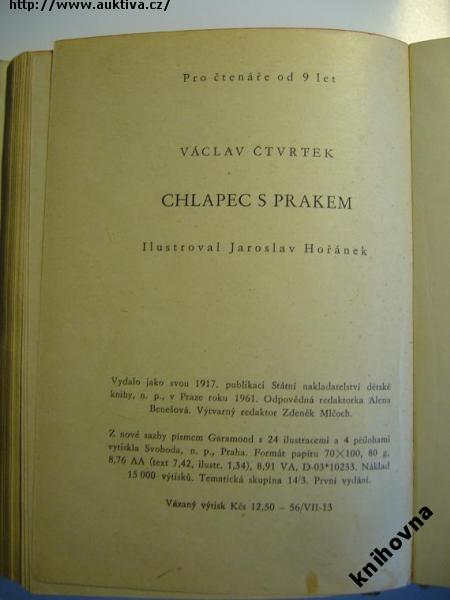 http://www.auktiva.cz/
Pro čtenáře od 9 let
VÁCLAV ČTVRTEK
CHLAPEC S PRAKEM
Ilustroval Jaroslav Hořánek
Vydalo jako svou 1917. publikaci Státní nakladatelství dětské
knihy, n. p., v Praze roku 1961. Odpovědná redaktorka Alena
Benešová. Výtvarný redaktor Zdeněk Mlčoch.
Z nové sazby písmem Garamond s 24 ilustracemi a 4 přílohami
vytiskla Svoboda, n. p., Praha. Formát papíru 70×100, 80 g,
8,76 AA (text 7,42, ilustr. 1,34), 8,91 VA, D-03*10233. Náklad
15 000 výtisků. Tematická skupina 14/3. První vydání.
Vázaný výtisk Kčs 12,50 – 56/VII-13
knihovna